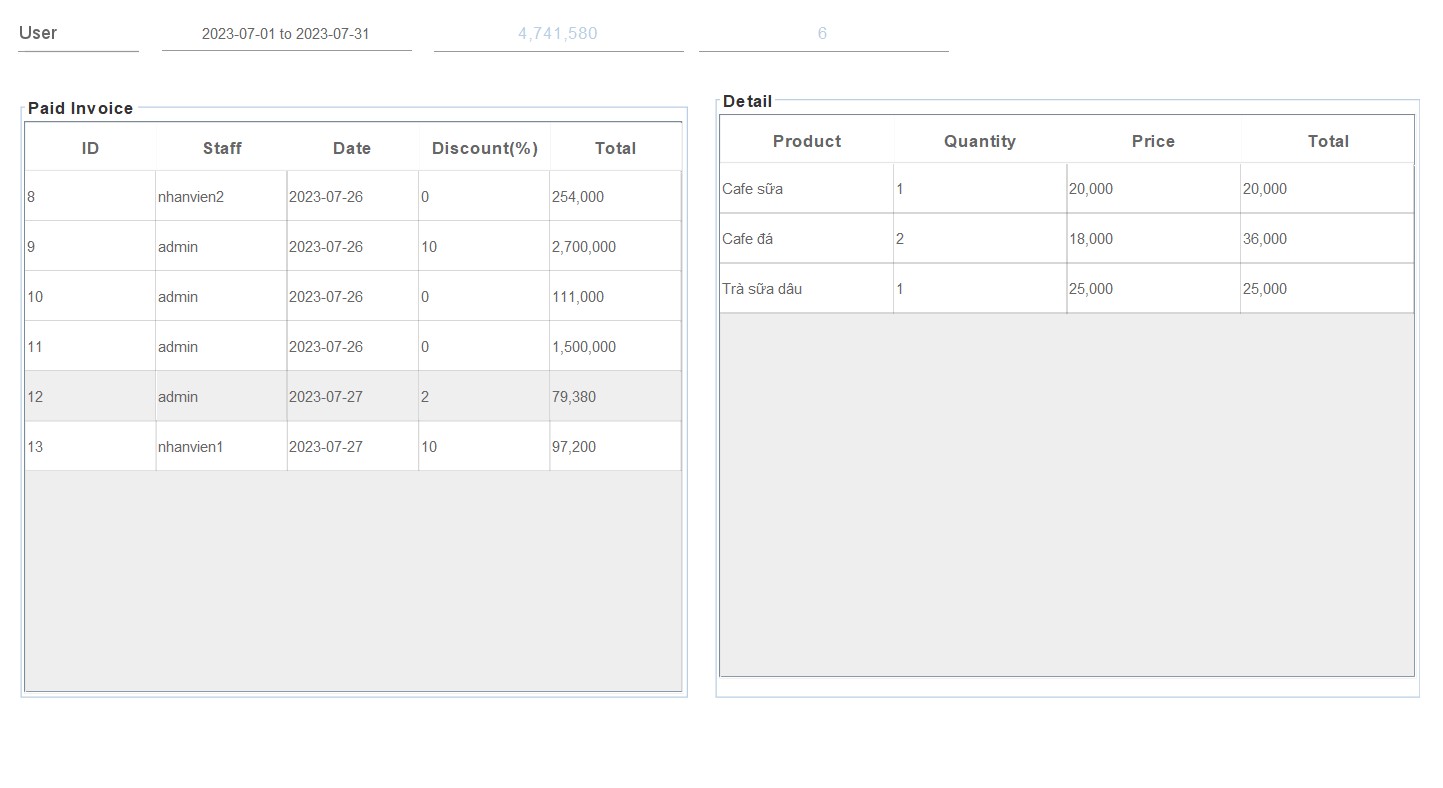 User 2023-07-01 to 2023-07-31 4,741,580 6
Paid Invoice
ID Staff Date Discount(%) Total
8 nhanvien2 2023-07-26 0 254,000
9 admin 2023-07-26 10 2,700,000
10 admin 2023-07-26 0 111,000
11 admin 2023-07-26 0 1,500,000
12 admin 2023-07-27 2 79,380
13 nhanvien1 2023-07-27 10 97,200
Detail
Product Quantity Price Total
Cafe sữa 1 20,000 20,000
Cafe đá 2 18,000 36,000
Trà sữa dâu 1 25,000 25,000